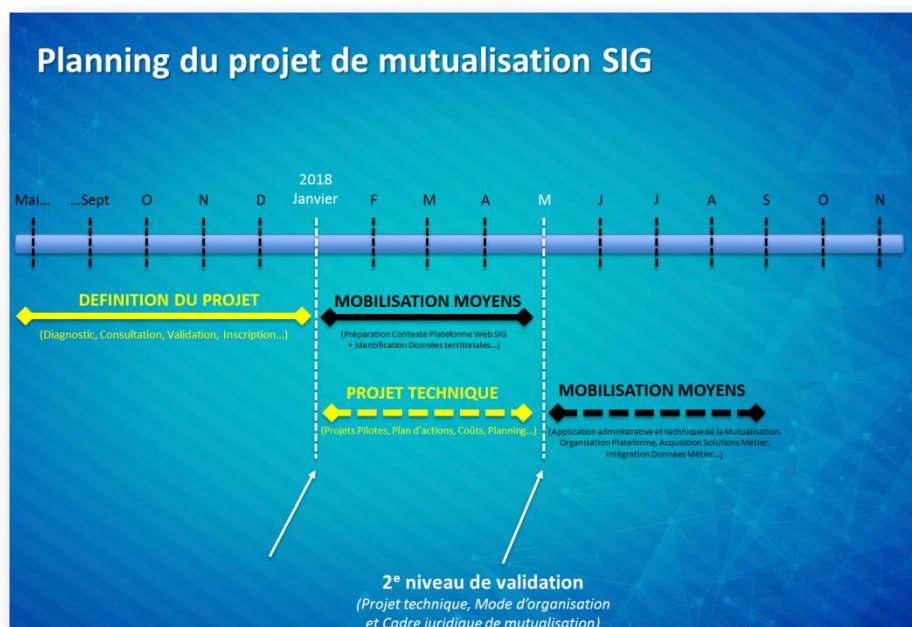 Planning du projet de mutualisation SIG
2018
Mai... ...Sept O N D Janvier F M A M J J A S O N
DEFINITION DU PROJET
(Diagnostic, Consultation, Validation, Inscription...)
MOBILISATION MOYENS
(Préparation Contexte Plateforme Web SIG
+ Identification Données territoriales...)
PROJET TECHNIQUE
(Projets Pilotes, Plan d'actions, Coûts, Planning...)
MOBILISATION MOYENS
(Application administrative et technique de la Mutualisation,
Organisation Plateforme, Acquisition Solutions Métier,
Intégration Données Métier...)
2e niveau de validation
(Projet technique, Mode d'organisation
et Cadre juridique de mutualisation)